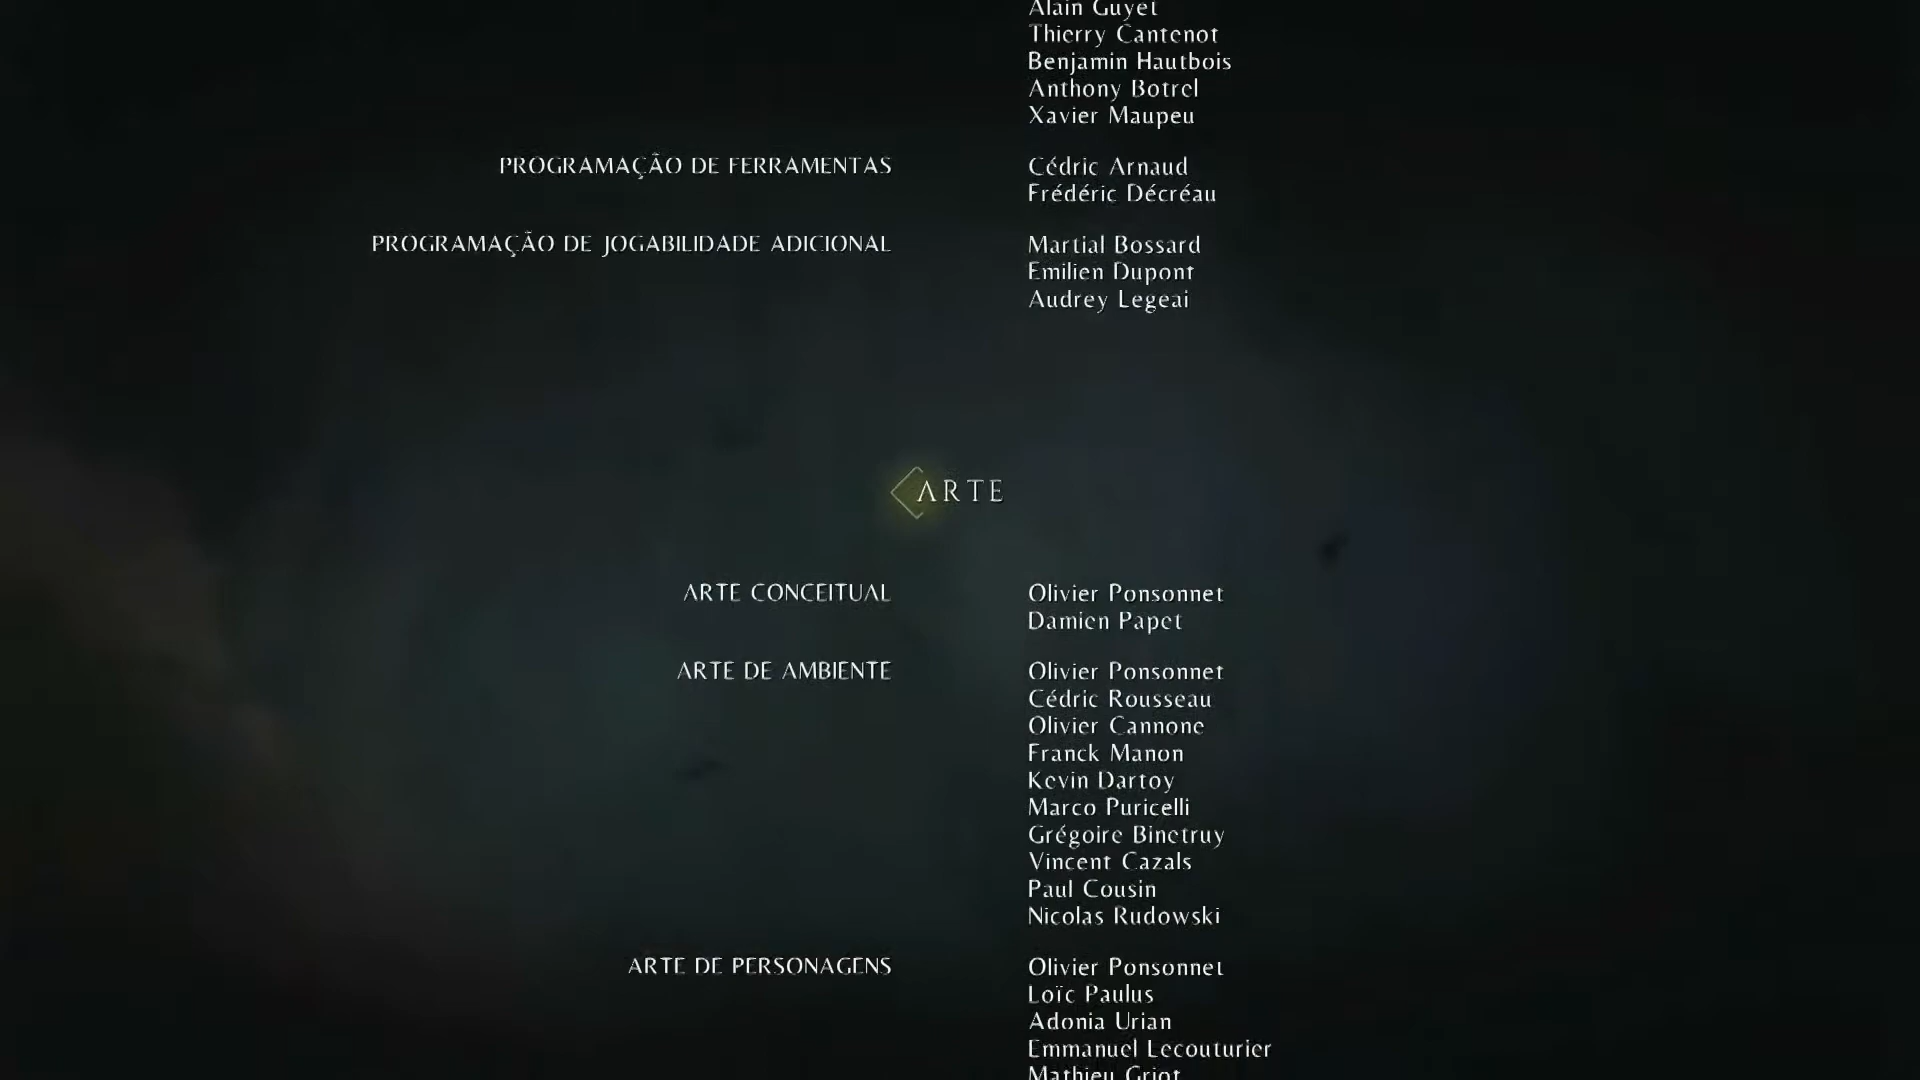 Alain Guyet
Thierry Cantenot
Benjamin Hautbois
Anthony Botrel
Xavier Maupeu
PROGRAMAÇÃO DE FERRAMENTAS Cédric Arnaud
Frédéric Décréau
PROGRAMAÇÃO DE JOGABILIDADE ADICIONAL Martial Bossard
Emilien Dupont
Audrey Legeai
ARTE
ARTE CONCEITUAL Olivier Ponsonnet
Damien Papet
ARTE DE AMBIENTE Olivier Ponsonnet
Cédric Rousseau
Olivier Cannone
Franck Manon
Kevin Dartoy
Marco Puricelli
Grégoire Binetruy
Vincent Cazals
Paul Cousin
Nicolas Rudowski
ARTE DE PERSONAGENS Olivier Ponsonnet
Loïc Paulus
Adonia Urian
Emmanuel Lecouturier
Mathieu Griot